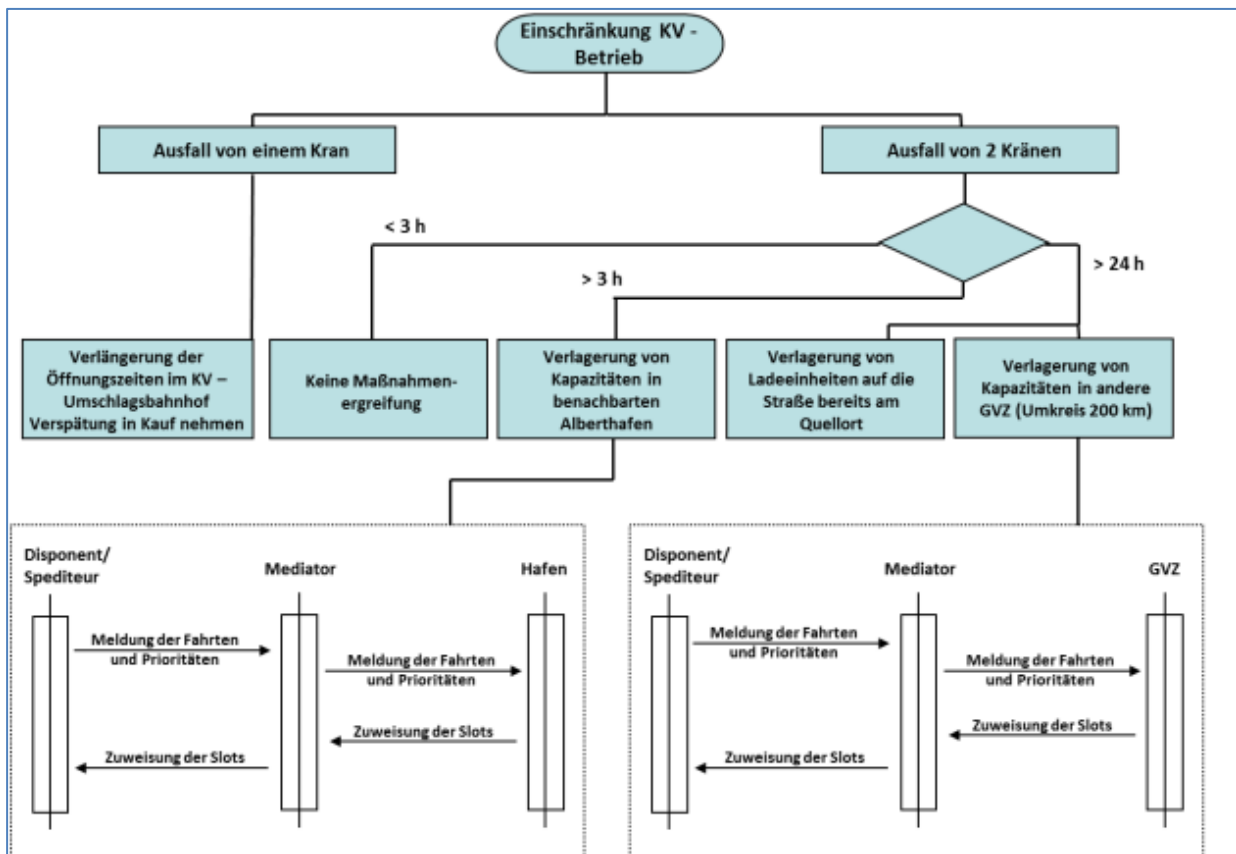 Einschränkung KV -
Betrieb
Ausfall von einem Kran
Ausfall von 2 Kränen
< 3 h
> 3 h
> 24 h
Verlängerung der
Öffnungszeiten im KV –
Umschlagsbahnhof
Verspätung in Kauf nehmen
Keine Maßnahmen-
ergreifung
Verlagerung von
Kapazitäten in
benachbarten
Alberthafen
Verlagerung von
Ladeeinheiten auf die
Straße bereits am
Quellort
Verlagerung von
Kapazitäten in andere
GVZ (Umkreis 200 km)
Disponent/
Spediteur
Mediator
Hafen
Meldung der Fahrten
und Prioritäten
Meldung der Fahrten
und Prioritäten
Zuweisung der Slots
Zuweisung der Slots
Disponent/
Spediteur
Mediator
GVZ
Meldung der Fahrten
und Prioritäten
Meldung der Fahrten
und Prioritäten
Zuweisung der Slots
Zuweisung der Slots